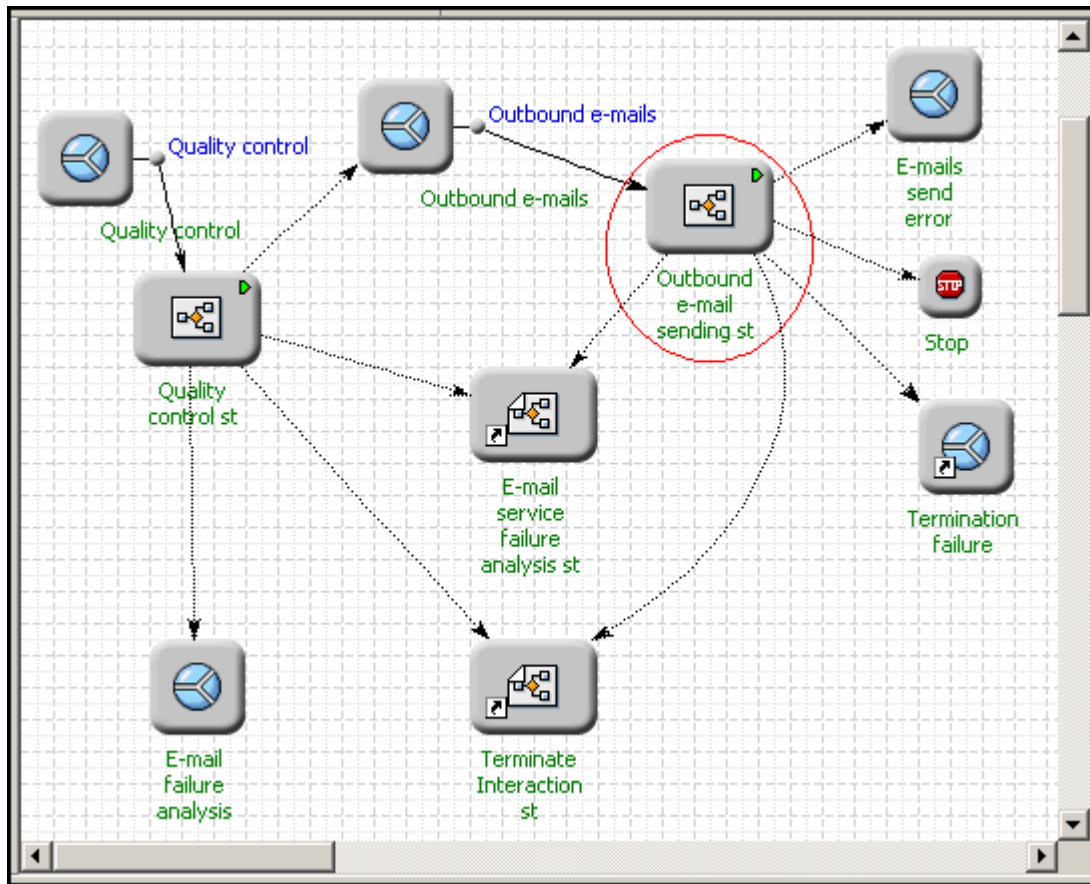 Quality control
Quality control
Outbound e-mails
Outbound e-mails
E-mails
send
error
Outbound
e-mail
sending st
STOP
Stop
Quality
control st
E-mail
service
failure
analysis st
Termination
failure
E-mail
failure
analysis
Terminate
Interaction
st